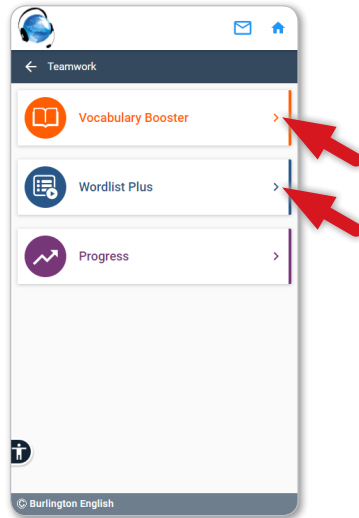 Teamwork
Vocabulary Booster
Wordlist Plus
Progress
© Burlington English